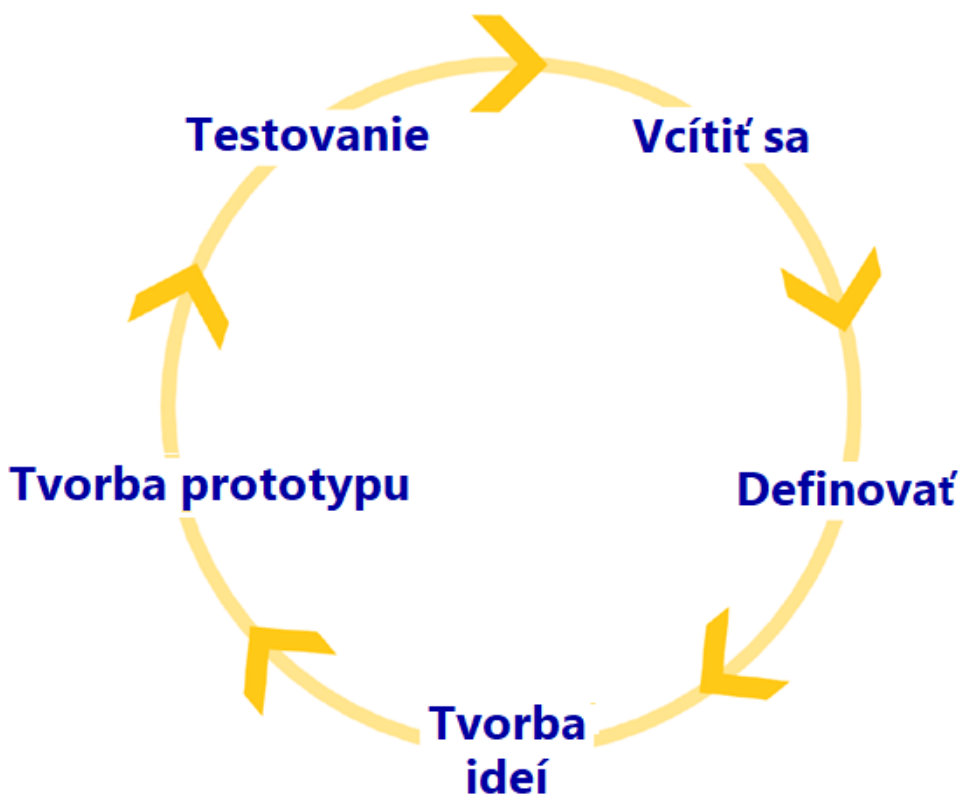 Testovanie
Vcítiť sa
Tvorba prototypu
Definovať
Tvorba
ideí